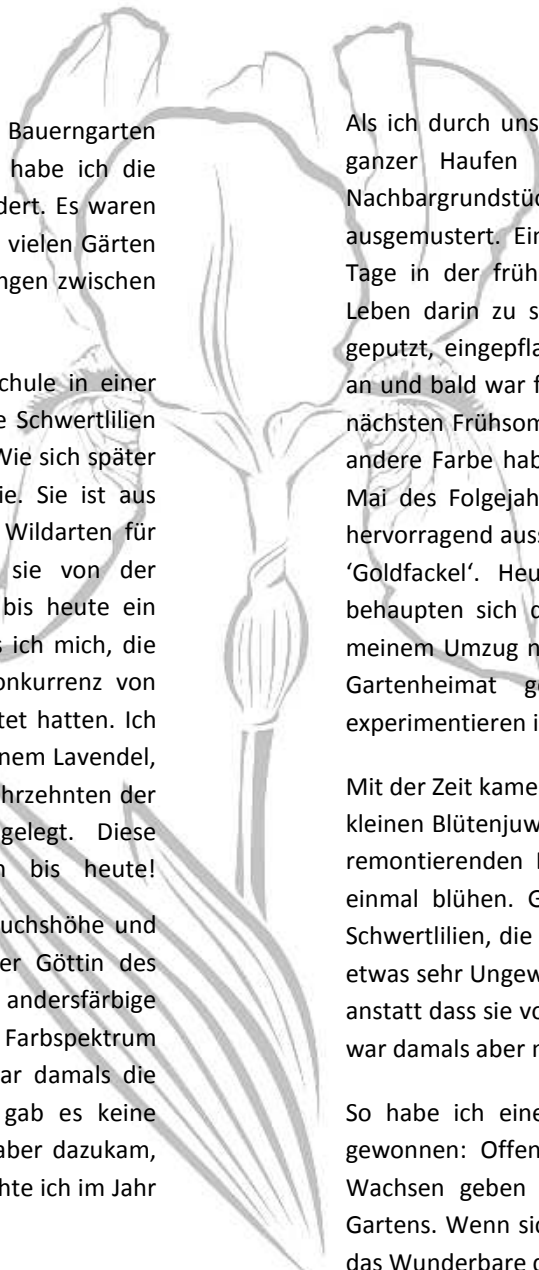 Bauerngarten
habe ich die
dert. Es waren
vielen Gärten
ngen zwischen
chule in einer
e Schwertlilien
Wie sich später
ie. Sie ist aus
Wildarten für
sie von der
bis heute ein
s ich mich, die
onkurrenz von
tet hatten. Ich
nem Lavendel,
hrzehnten der
gelegt. Diese
n bis heute!
uchshöhe und
er Göttin des
andersfärbige
Farbspektrum
ar damals die
gab es keine
aber dazukam,
hte ich im Jahr
Als ich durch uns
ganzer Haufen
Nachbargrundstüc
ausgemustert. Ein
Tage in der früh
Leben darin zu s
geputzt, eingepfla
an und bald war f
nächsten Frühsom
andere Farbe hab
Mai des Folgejah
hervorragend auss
‘Goldfackel‘. Heu
behaupten sich d
meinem Umzug n
Gartenheimat ge
experimentieren i
Mit der Zeit kame
kleinen Blütenjuw
remontierenden I
einmal blühen. G
Schwertlilien, die
etwas sehr Ungew
anstatt dass sie vo
war damals aber n
So habe ich eine
gewonnen: Offen
Wachsen geben
Gartens. Wenn sic
das Wunderbare d